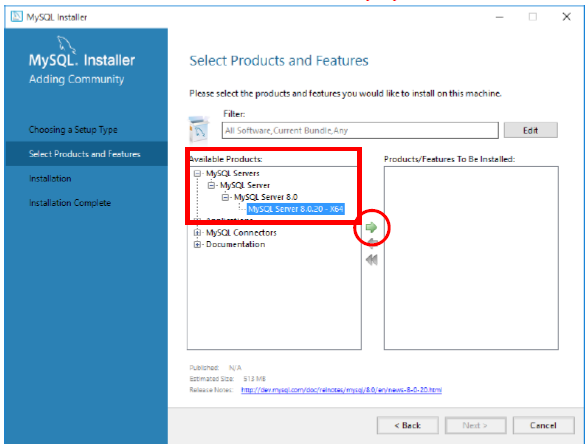 MySQL Installer
MySQL. Installer
Adding Community
Choosing a Setup Type
Select Products and Features
Installation
Installation Complete
Select Products and Features
Please select the products and features you would like to install on this machine.
Filter:
All Software,Current Bundle,Any
Edit
Available Products:
MySQL Servers
MySQL Server
MySQL Server 8.0
MySQL Server 8.0.20 - X64
Applications
MySQL Connectors
Documentation
Products/Features To Be Installed:
Published: N/A
Estimated Size: 513 MB
Release Notes: http://dev.mysql.com/doc/relnotes/mysql/8.0/en/news-8-0-20.html
< Back
Next >
Cancel